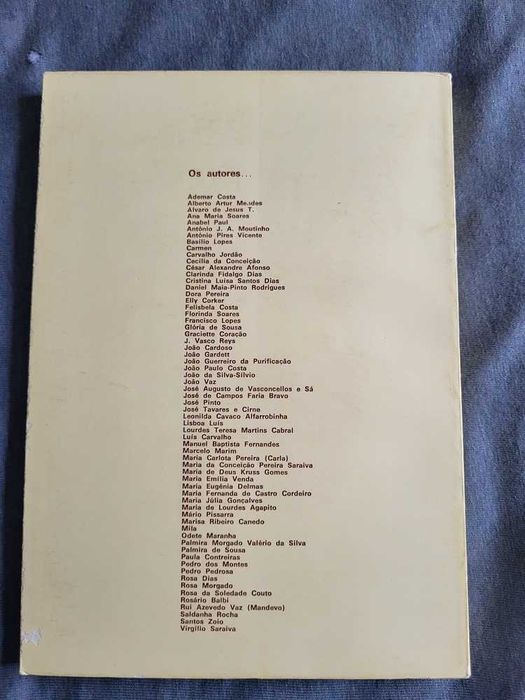 Os autores...
Ademar Costa
Alberto Artur Mendes
Alvaro de Jesus T.
Ana Maria Soares
Anabel Paul
António J. A. Moutinho
António Pires Vicente
Basílio Lopes
Carmen
Carvalho Jordão
Cecília da Conceição
César Alexandre Afonso
Clarinda Fidalgo Dias
Cristina Luísa Santos Dias
Daniel Maia-Pinto Rodrigues
Dora Pereira
Elly Corker
Felisbela Costa
Florinda Soares
Francisco Lopes
Glória de Sousa
Graciette Coração
J. Vasco Reys
João Cardoso
João Gardett
João Guerreiro da Purificação
João Paulo Costa
João da Silva-Sílvio
João Vaz
José Augusto de Vasconcellos e Sá
José de Campos Faria Bravo
José Pinto
José Tavares e Cirne
Leonilda Cavaco Alfarrobinha
Lisboa Luís
Lourdes Teresa Martins Cabral
Luís Carvalho
Manuel Baptista Fernandes
Marcelo Marim
Maria Carlota Pereira (Carla)
Maria da Conceição Pereira Saraiva
Maria de Deus Kruss Gomes
Maria Emília Venda
Maria Eugénia Delmas
Maria Fernanda de Castro Cordeiro
Maria Júlia Gonçalves
Maria de Lourdes Agapito
Mário Pissarra
Marisa Ribeiro Canedo
Mila
Odete Maranha
Palmira Morgado Valério da Silva
Palmira de Sousa
Paula Contreiras
Pedro dos Montes
Pedro Pedrosa
Rosa Dias
Rosa Morgado
Rosa da Soledade Couto
Rosário Balbi
Rui Azevedo Vaz (Mandevo)
Saldanha Rocha
Santos Zoio
Virgílio Saraiva